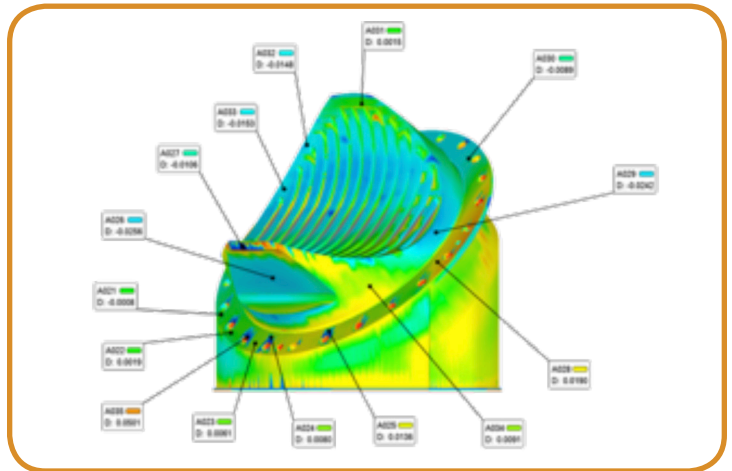 A031
D: 0.0015
A032
D: -0.0148
A030
D: -0.0089
A033
D: -0.0153
A027
D: -0.0106
A029
D: -0.0242
A026
D: -0.0256
A021
D: -0.0008
A022
D: 0.0019
A028
D: 0.0190
A035
D: 0.0501
A023
D: 0.0061
A024
D: 0.0080
A025
D: 0.0136
A034
D: 0.0091